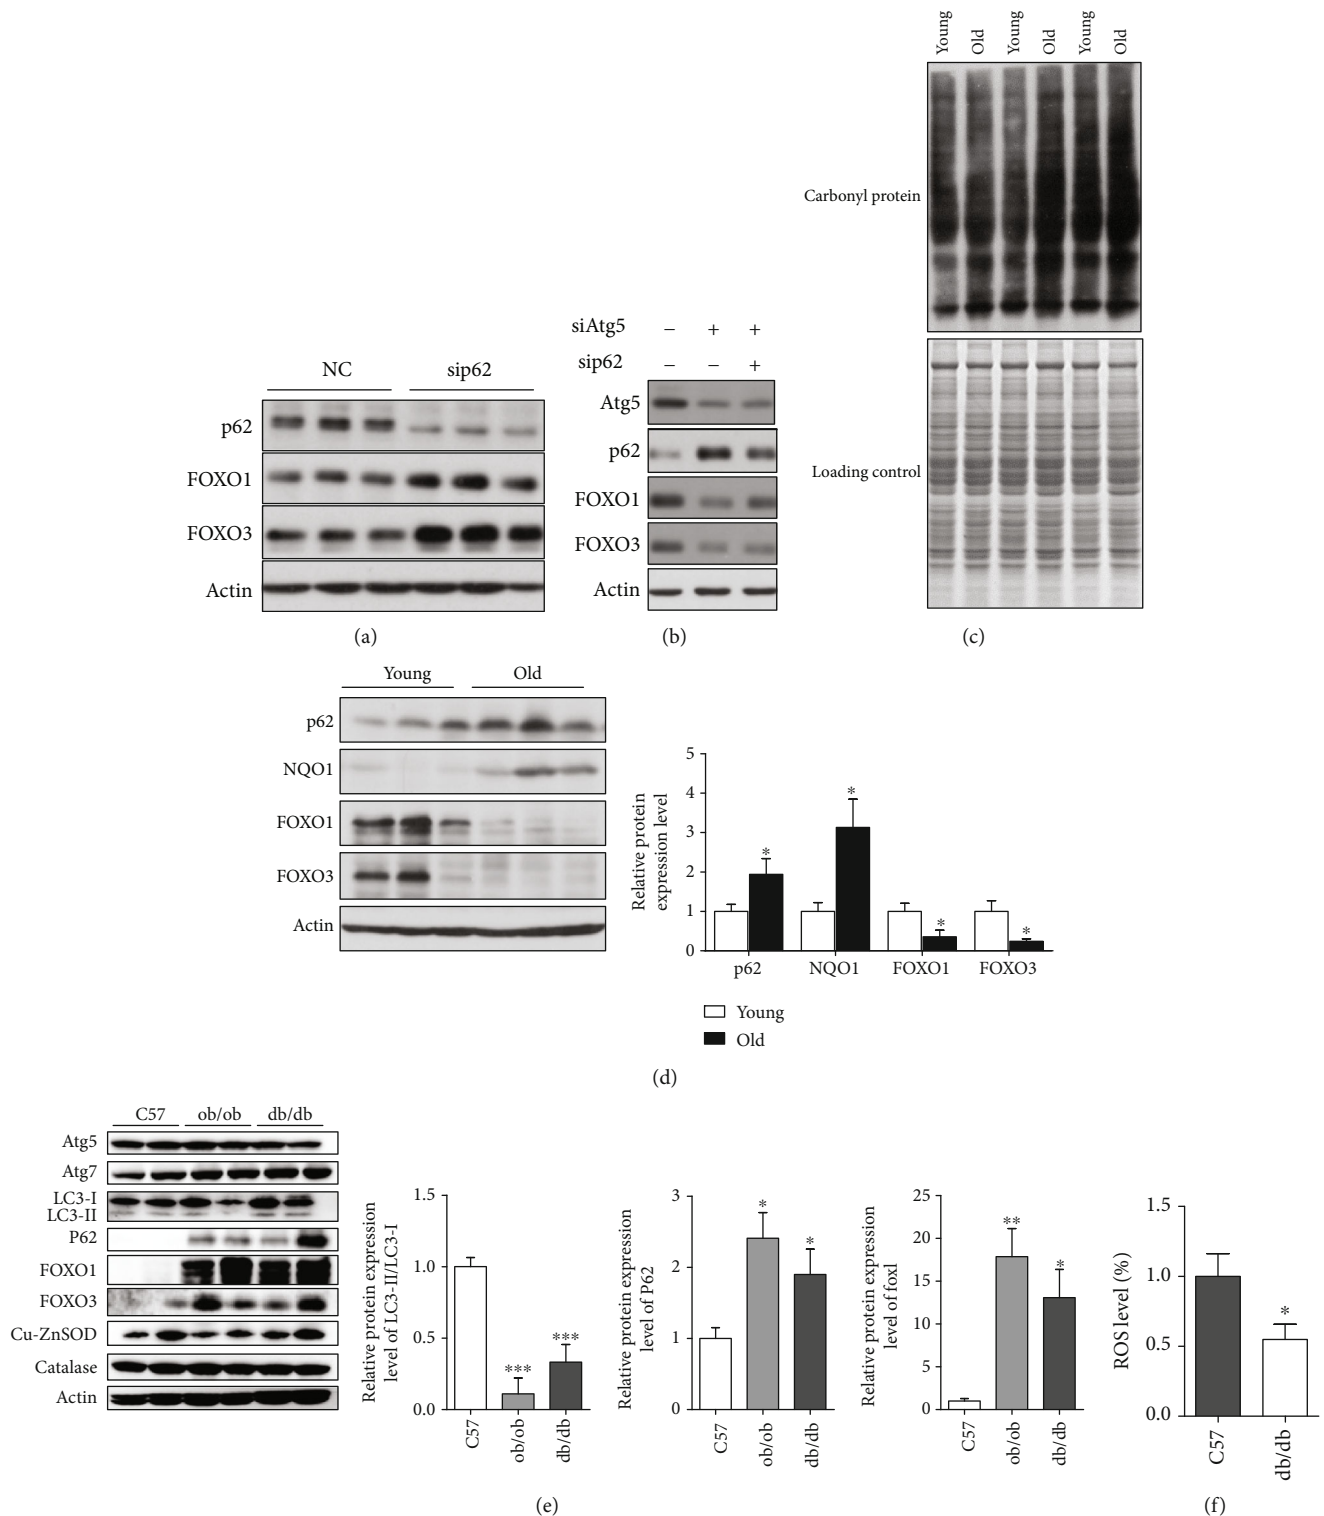 Young Old Young Old Young Old
Carbonyl protein
Loading control
(c)
NC sip62
p62
FOXO1
FOXO3
Actin
(a)
siAtg5 − + +
sip62 − − +
Atg5
p62
FOXO1
FOXO3
Actin
(b)
Young Old
p62
NQO1
FOXO1
FOXO3
Actin
Relative protein
expression level
5
4
3
2
1
0
* * * *
p62 NQO1 FOXO1 FOXO3
Young
Old
(d)
C57 ob/ob db/db
Atg5
Atg7
LC3-I
LC3-II
P62
FOXO1
FOXO3
Cu-ZnSOD
Catalase
Actin
Relative protein expression
level of LC3-II/LC3-I
1.5
1.0
0.5
0.0
*** ***
C57 ob/ob db/db
Relative protein expression
level of P62
3
2
1
0
* *
C57 ob/ob db/db
Relative protein expression
level of foxl
25
20
15
10
5
0
** *
C57 ob/ob db/db
(e)
ROS level (%)
1.5
1.0
0.5
0.0
*
C57 db/db
(f)